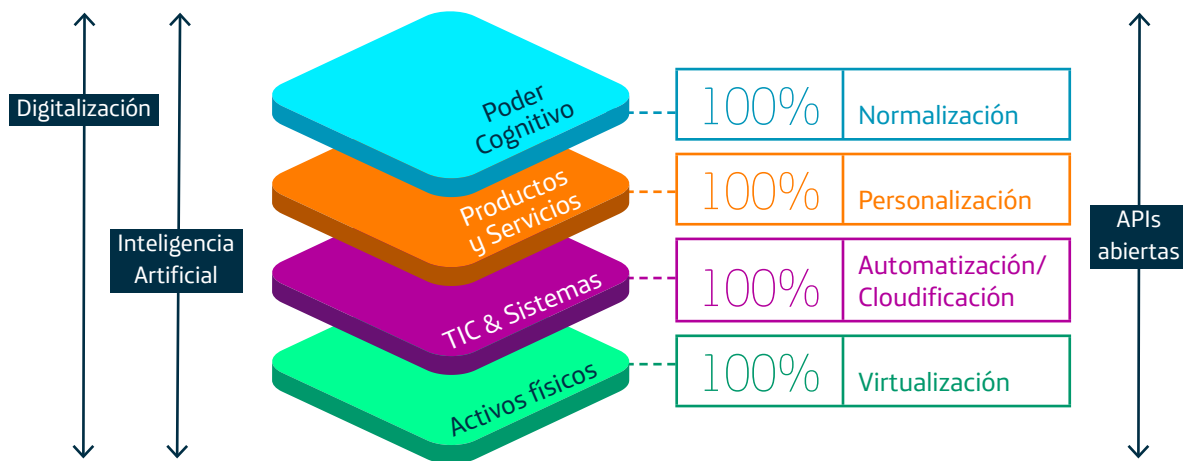 Digitalización
Inteligencia
Artificial
Poder
Cognitivo
100%
Normalización
Productos
y Servicios
100%
Personalización
TIC & Sistemas
100%
Automatización/
Cloudificación
Activos físicos
100%
Virtualización
APIs
abiertas